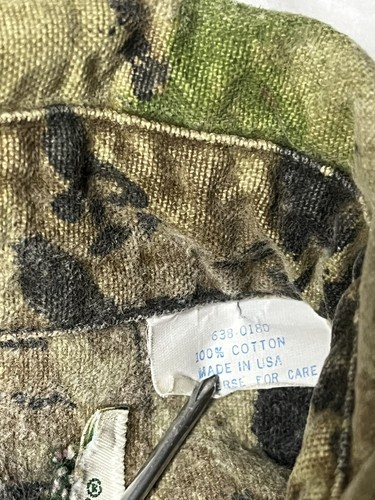 638-0186
100% COTTON
MADE IN USA
RSE FOR CARE
®